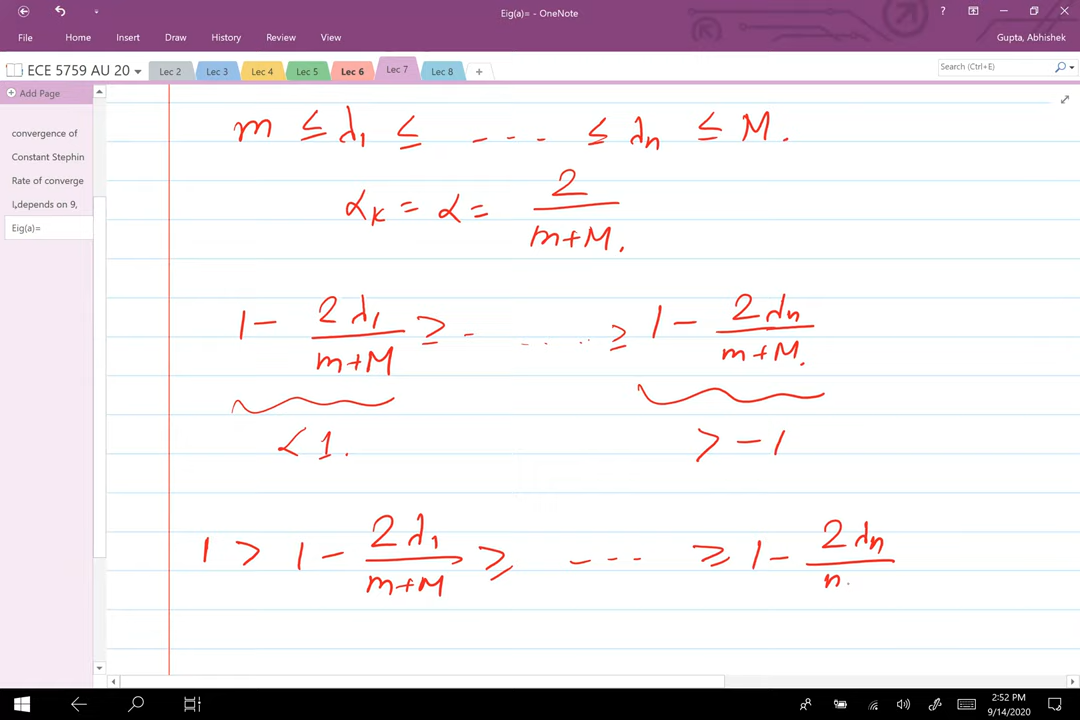 Eig(a)= - OneNote
File Home Insert Draw History Review View
Gupta, Abhishek
ECE 5759 AU 20
Lec 2 Lec 3 Lec 4 Lec 5 Lec 6 Lec 7 Lec 8
Search (Ctrl+E)
Add Page
convergence of
Constant Stephin
Rate of converge
I,depends on 9,
Eig(a)=
m ≤ λ₁ ≤ - - - . ≤ λₙ ≤ M.
αₖ = α = 2/(m+M).
1 - 2λ₁/(m+M) ≥ - . . . . . ≥ 1 - 2λₙ/(m+M).
< 1. > -1
1 > 1 - 2λ₁/(m+M) ≥ - - - - ≥ 1 - 2λₙ/n.
2:52 PM
9/14/2020